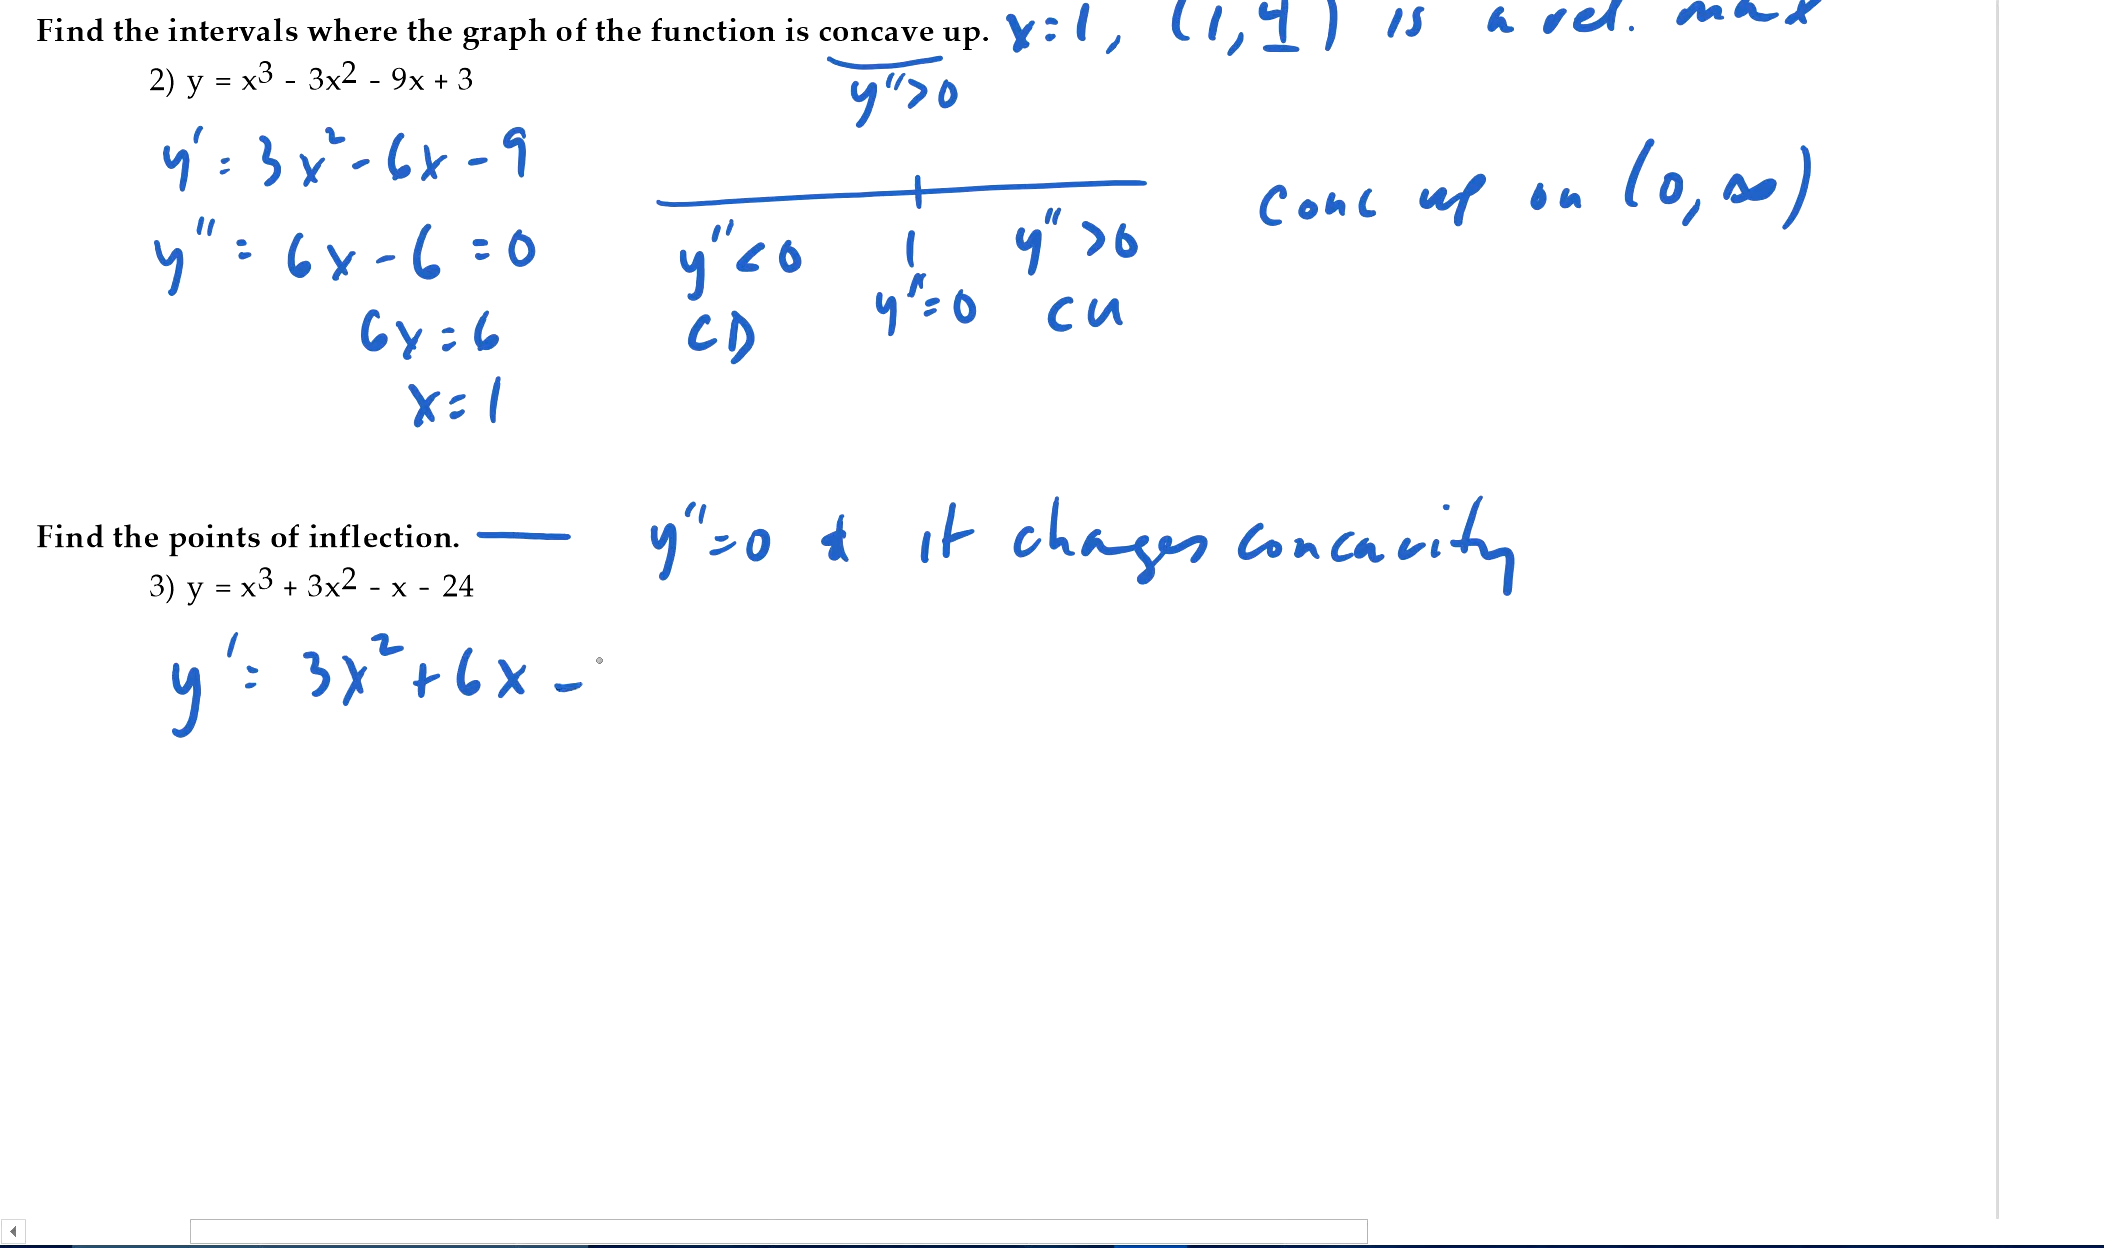 Find the intervals where the graph of the function is concave up. x=1, (1,4) is a rel. max
2) y = x³ - 3x² - 9x + 3
y''>0
y' = 3x² - 6x - 9
conc up on (0, ∞)
y'' = 6x - 6 = 0
y''<0 1 y''>0
6x = 6
CD y''=0 CU
x = 1
Find the points of inflection. — y''=0 & it changes concavity
3) y = x³ + 3x² - x - 24
y' = 3x² + 6x -